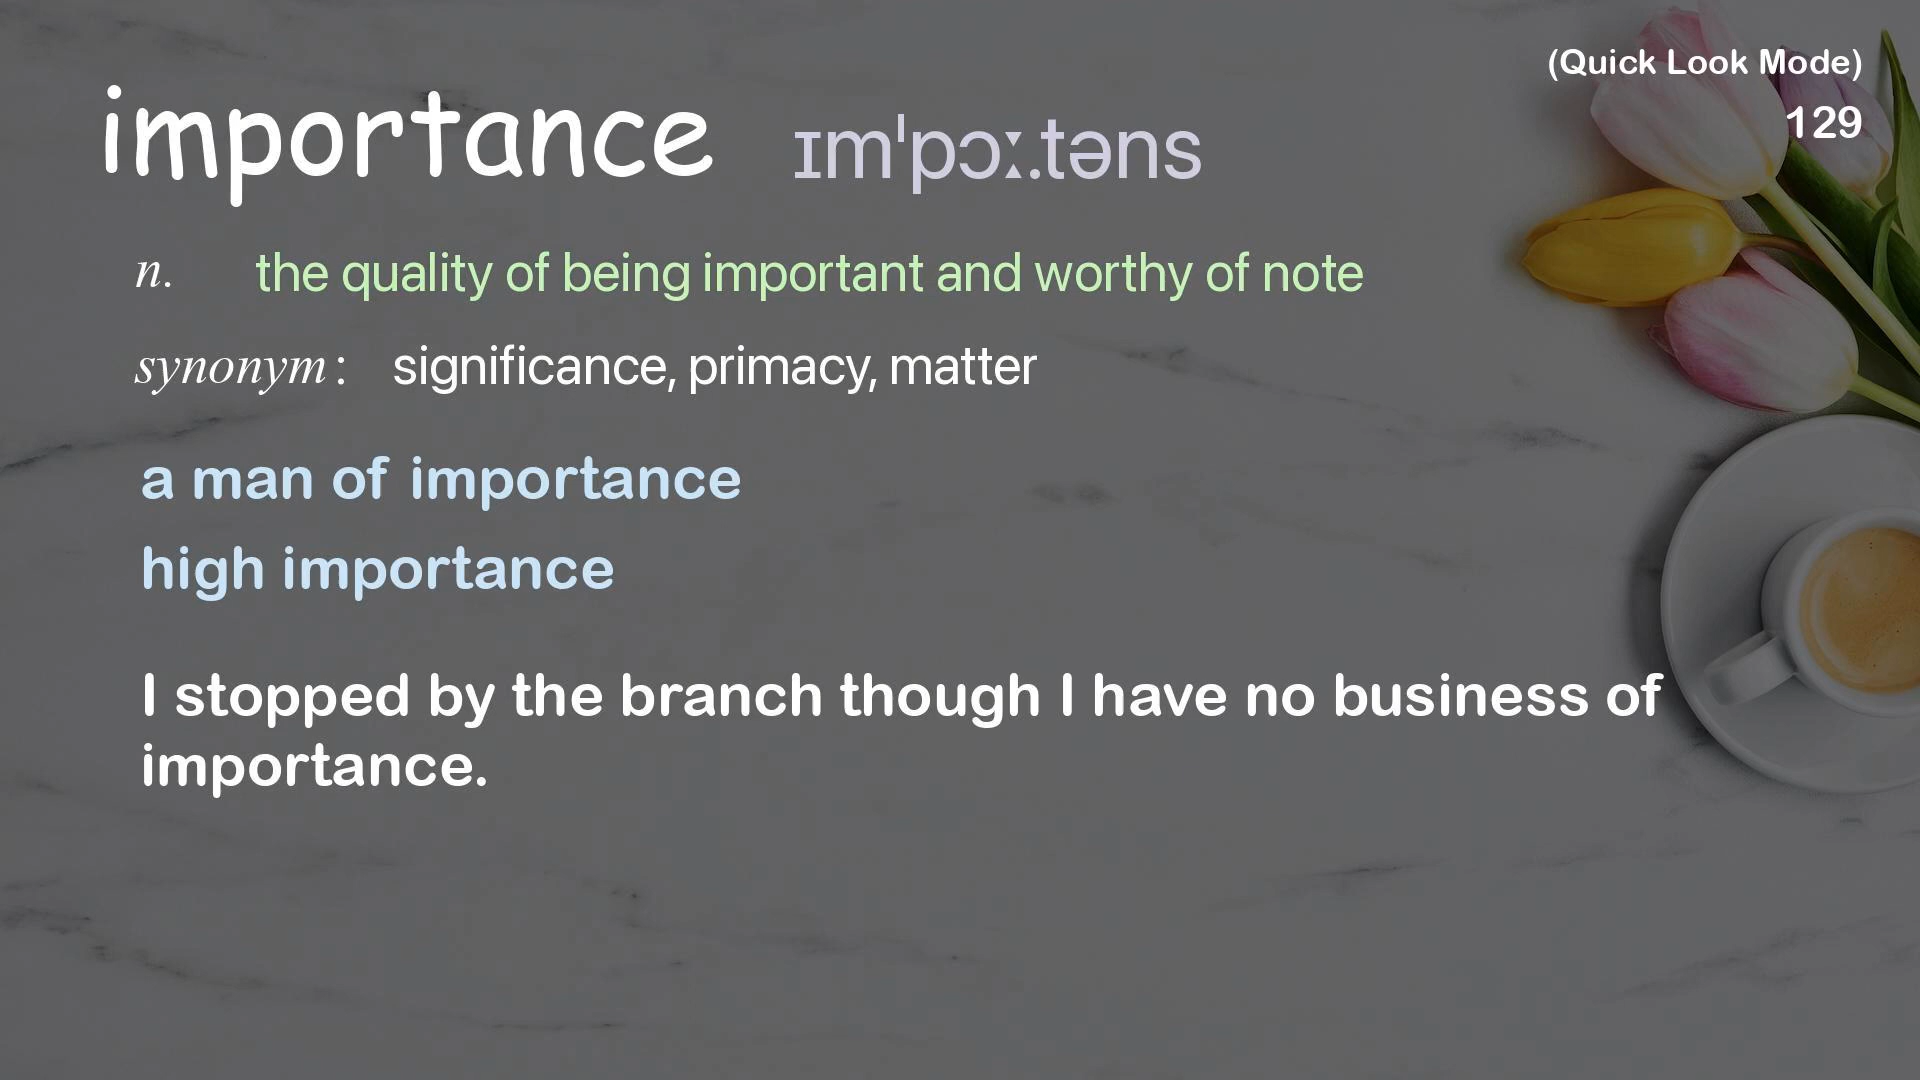 (Quick Look Mode)
129
importance ɪmˈpɔː.təns
n. the quality of being important and worthy of note
synonym: significance, primacy, matter
a man of importance
high importance
I stopped by the branch though I have no business of
importance.